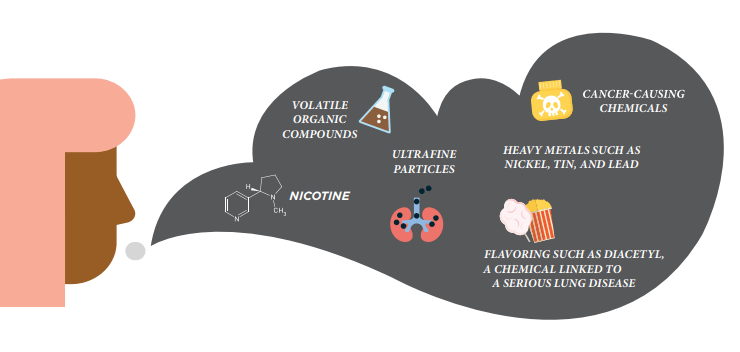 VOLATILE
ORGANIC
COMPOUNDS
CANCER-CAUSING
CHEMICALS
ULTRAFINE
PARTICLES
HEAVY METALS SUCH AS
NICKEL, TIN, AND LEAD
H
N
CH3
N
NICOTINE
FLAVORING SUCH AS DIACETYL,
A CHEMICAL LINKED TO
A SERIOUS LUNG DISEASE